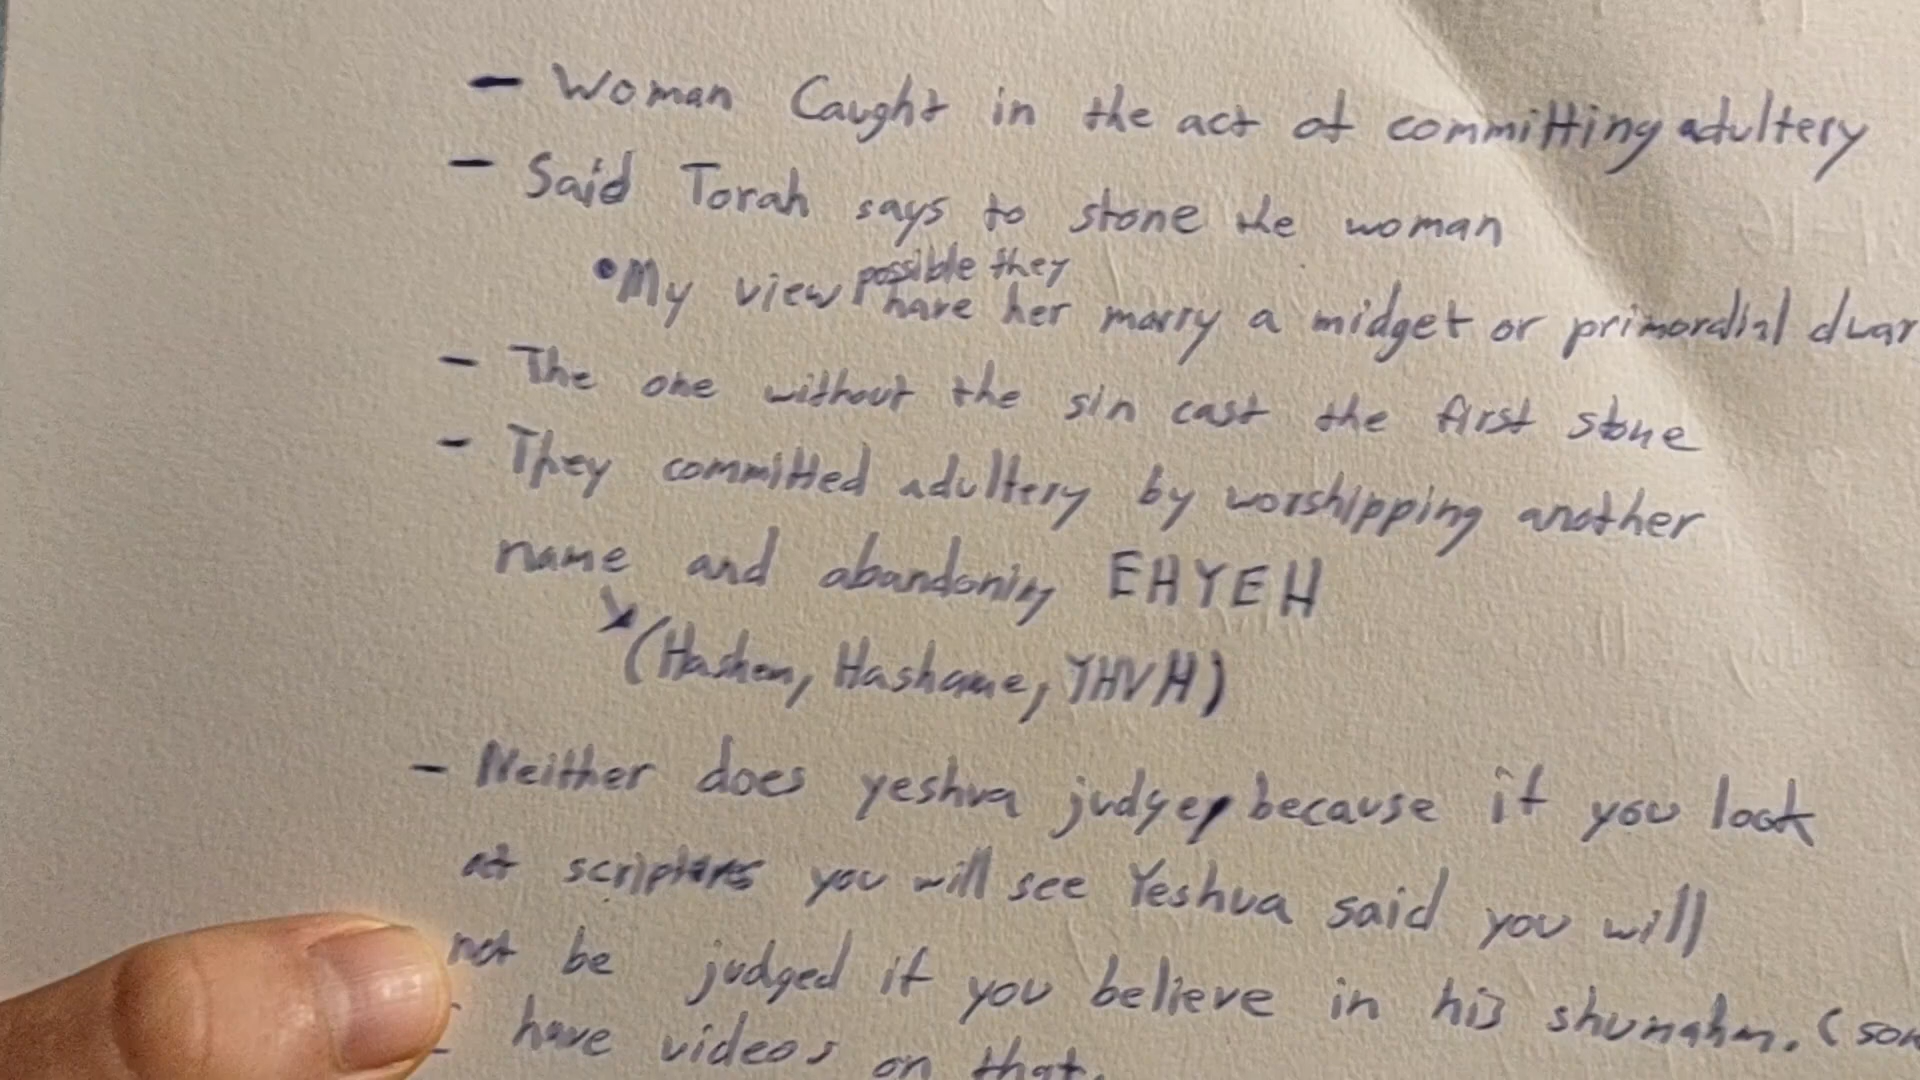 - Woman Caught in the act of committing adultery
- Said Torah says to stone the woman
possible they
• My view have her marry a midget or primordial dwar
- The one without the sin cast the first stone
- They committed adultery by worshipping another
name and abandoning EHYEH
(Hashem, Hashame, YHVH)
- Neither does yeshua judge, because if you look
at scriptures you will see Yeshua said you will
not be judged if you believe in his shumahm. (som
- have videos on that.